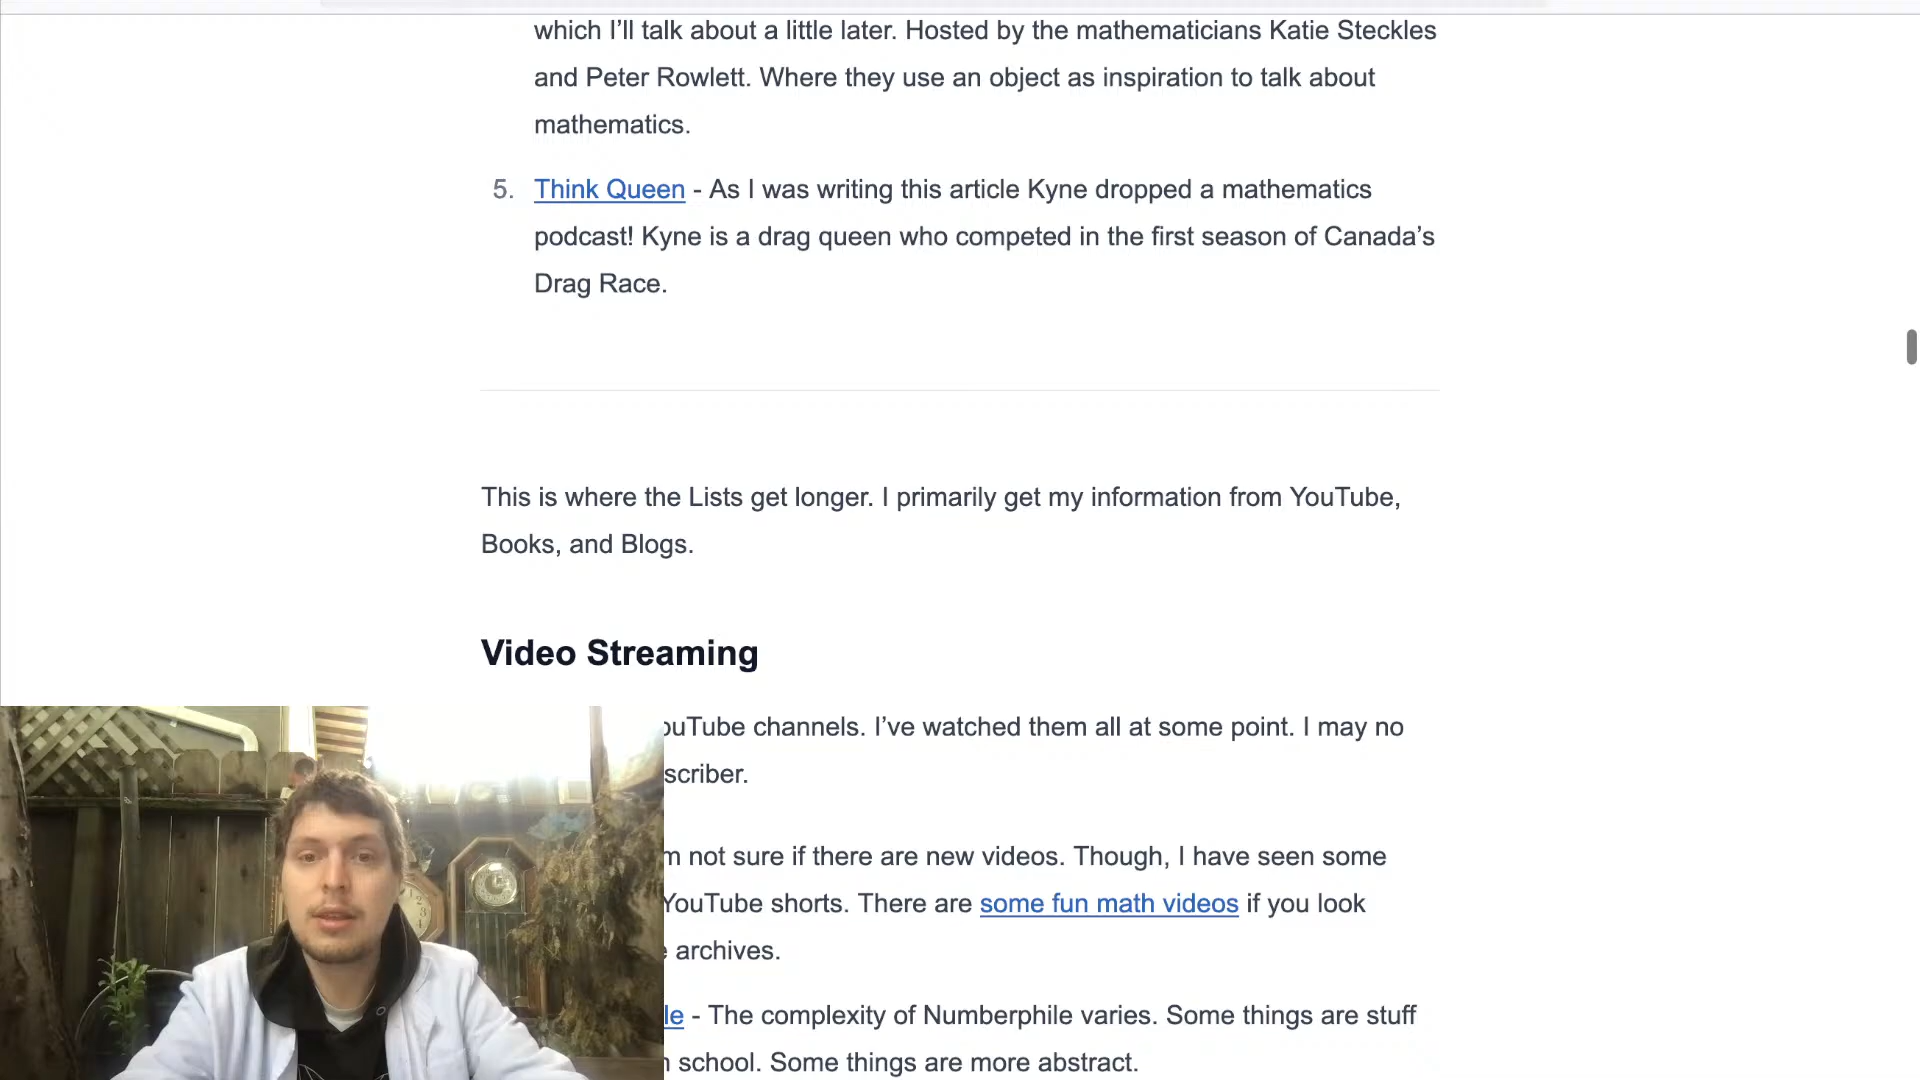 which I’ll talk about a little later. Hosted by the mathematicians Katie Steckles
and Peter Rowlett. Where they use an object as inspiration to talk about
mathematics.
5. Think Queen - As I was writing this article Kyne dropped a mathematics
podcast! Kyne is a drag queen who competed in the first season of Canada’s
Drag Race.
This is where the Lists get longer. I primarily get my information from YouTube,
Books, and Blogs.
Video Streaming
ouTube channels. I’ve watched them all at some point. I may no
scriber.
m not sure if there are new videos. Though, I have seen some
YouTube shorts. There are some fun math videos if you look
archives.
le - The complexity of Numberphile varies. Some things are stuff
school. Some things are more abstract.